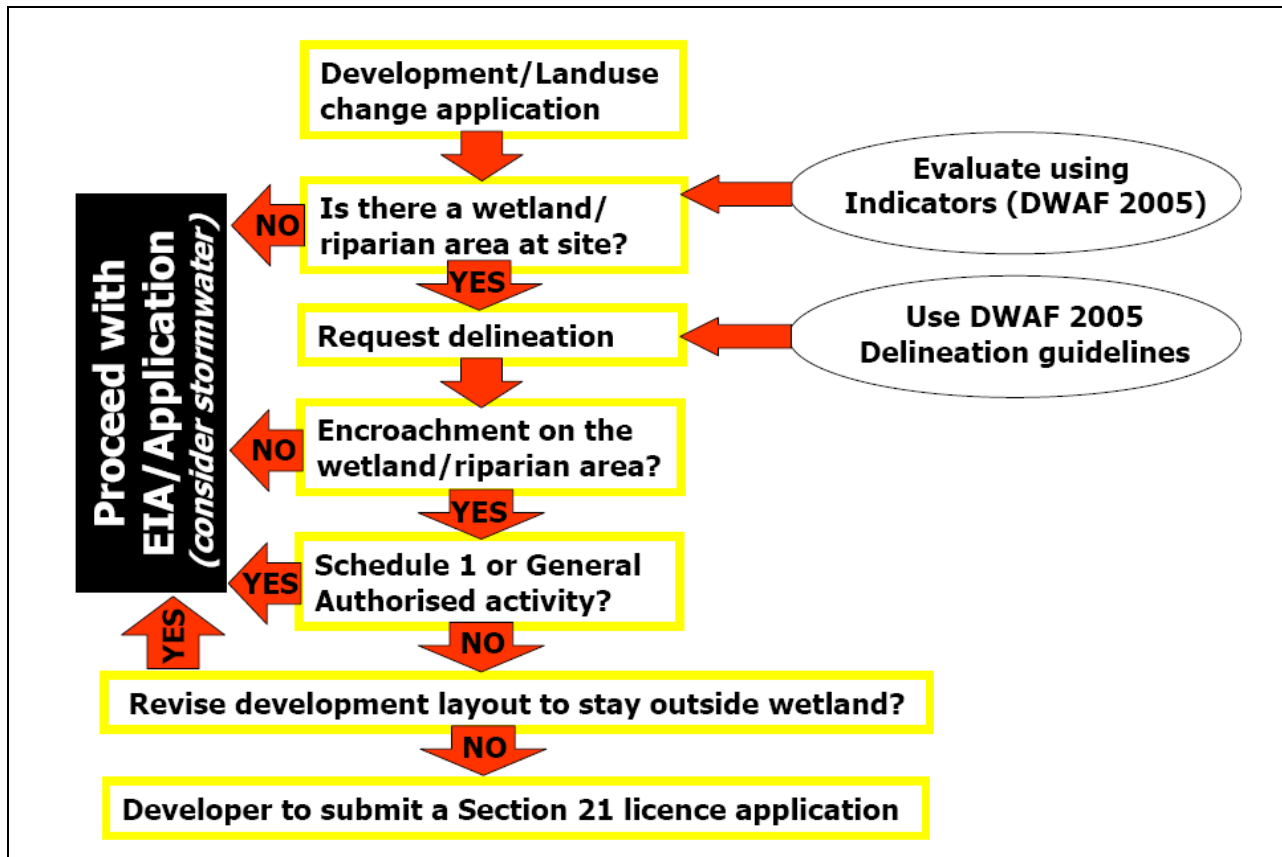 Development/Landuse
change application
Evaluate using
Indicators (DWAF 2005)
Is there a wetland/
riparian area at site?
NO
YES
Request delineation
Use DWAF 2005
Delineation guidelines
Encroachment on the
wetland/riparian area?
NO
YES
Schedule 1 or General
Authorised activity?
YES
NO
Proceed with
EIA/Application
(consider stormwater)
YES
Revise development layout to stay outside wetland?
NO
Developer to submit a Section 21 licence application